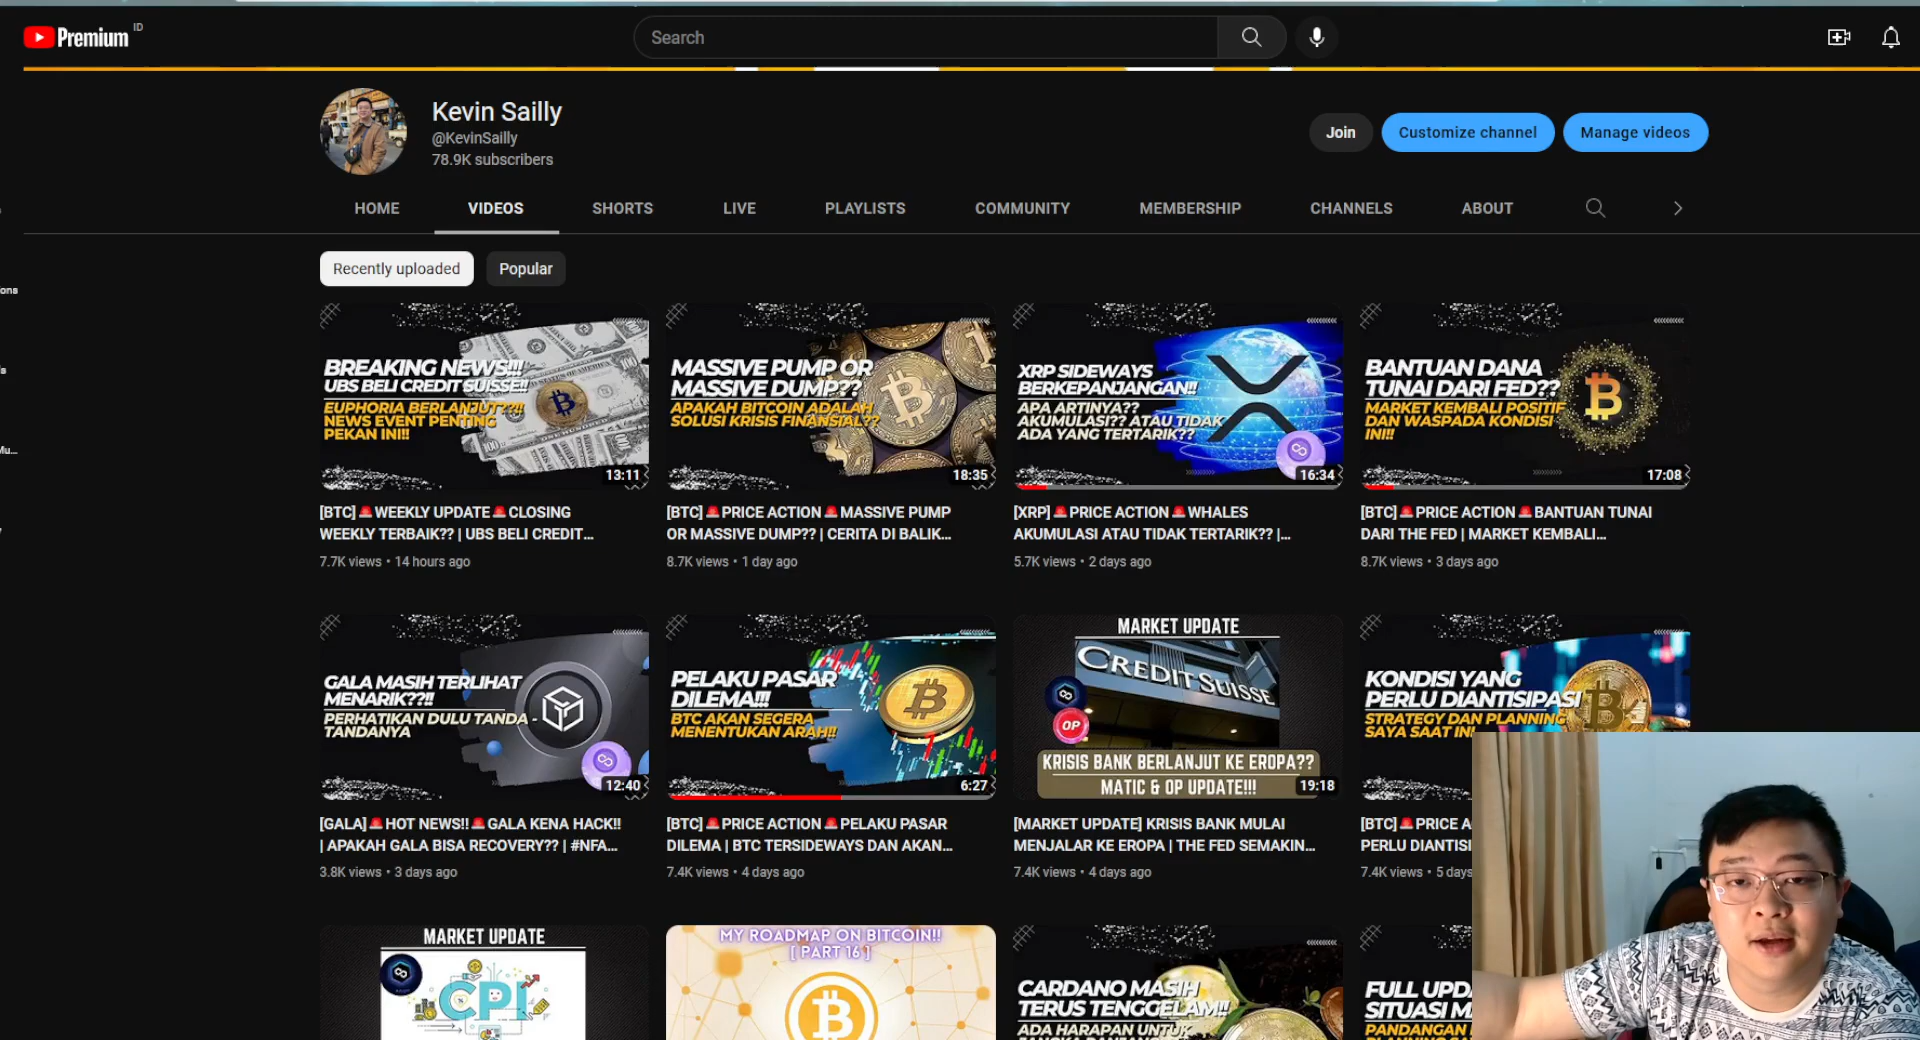 Premium ID
Search
Kevin Sailly
@KevinSailly
78.9K subscribers
Join
Customize channel
Manage videos
HOME
VIDEOS
SHORTS
LIVE
PLAYLISTS
COMMUNITY
MEMBERSHIP
CHANNELS
ABOUT
Recently uploaded
Popular
BREAKING NEWS!!!
UBS BELI CREDIT SUISSE!!
EUPHORIA BERLANJUT??!!
NEWS EVENT PENTING
PEKAN INI!!
13:11
[BTC]🚨WEEKLY UPDATE🚨CLOSING
WEEKLY TERBAIK?? | UBS BELI CREDIT...
7.7K views • 14 hours ago
MASSIVE PUMP OR
MASSIVE DUMP??
APAKAH BITCOIN ADALAH
SOLUSI KRISIS FINANSIAL??
18:35
[BTC]🚨PRICE ACTION🚨MASSIVE PUMP
OR MASSIVE DUMP?? | CERITA DI BALIK...
8.7K views • 1 day ago
XRP SIDEWAYS
BERKEPANJANGAN!!
APA ARTINYA??
AKUMULASI?? ATAU TIDAK
ADA YANG TERTARIK??
16:34
[XRP]🚨PRICE ACTION🚨WHALES
AKUMULASI ATAU TIDAK TERTARIK?? |...
5.7K views • 2 days ago
BANTUAN DANA
TUNAI DARI FED??
MARKET KEMBALI POSITIF
DAN WASPADA KONDISI
INI!!
17:08
[BTC]🚨PRICE ACTION🚨BANTUAN TUNAI
DARI THE FED | MARKET KEMBALI...
8.7K views • 3 days ago
GALA MASIH TERLIHAT
MENARIK??!!
PERHATIKAN DULU TANDA -
TANDANYA
12:40
[GALA]🚨HOT NEWS!!🚨GALA KENA HACK!!
| APAKAH GALA BISA RECOVERY?? | #NFA...
3.8K views • 3 days ago
PELAKU PASAR
DILEMA!!!
BTC AKAN SEGERA
MENENTUKAN ARAH!!
6:27
[BTC]🚨PRICE ACTION🚨PELAKU PASAR
DILEMA | BTC TERSIDEWAYS DAN AKAN...
7.4K views • 4 days ago
MARKET UPDATE
CREDIT SUISSE
OP
KRISIS BANK BERLANJUT KE EROPA??
MATIC & OP UPDATE!!!
19:18
[MARKET UPDATE] KRISIS BANK MULAI
MENJALAR KE EROPA | THE FED SEMAKIN...
7.4K views • 4 days ago
KONDISI YANG
PERLU DIANTISIPASI
STRATEGY DAN PLANNING
SAYA SAAT INI
[BTC]🚨PRICE A
PERLU DIANTISI
7.4K views • 5 days
MARKET UPDATE
CPI
MY ROADMAP ON BITCOIN!!
[ PART 16 ]
CARDANO MASIH
TERUS TENGGELAM!!
ADA HARAPAN UNTUK
FULL UPD
SITUASI M
PANDANGAN